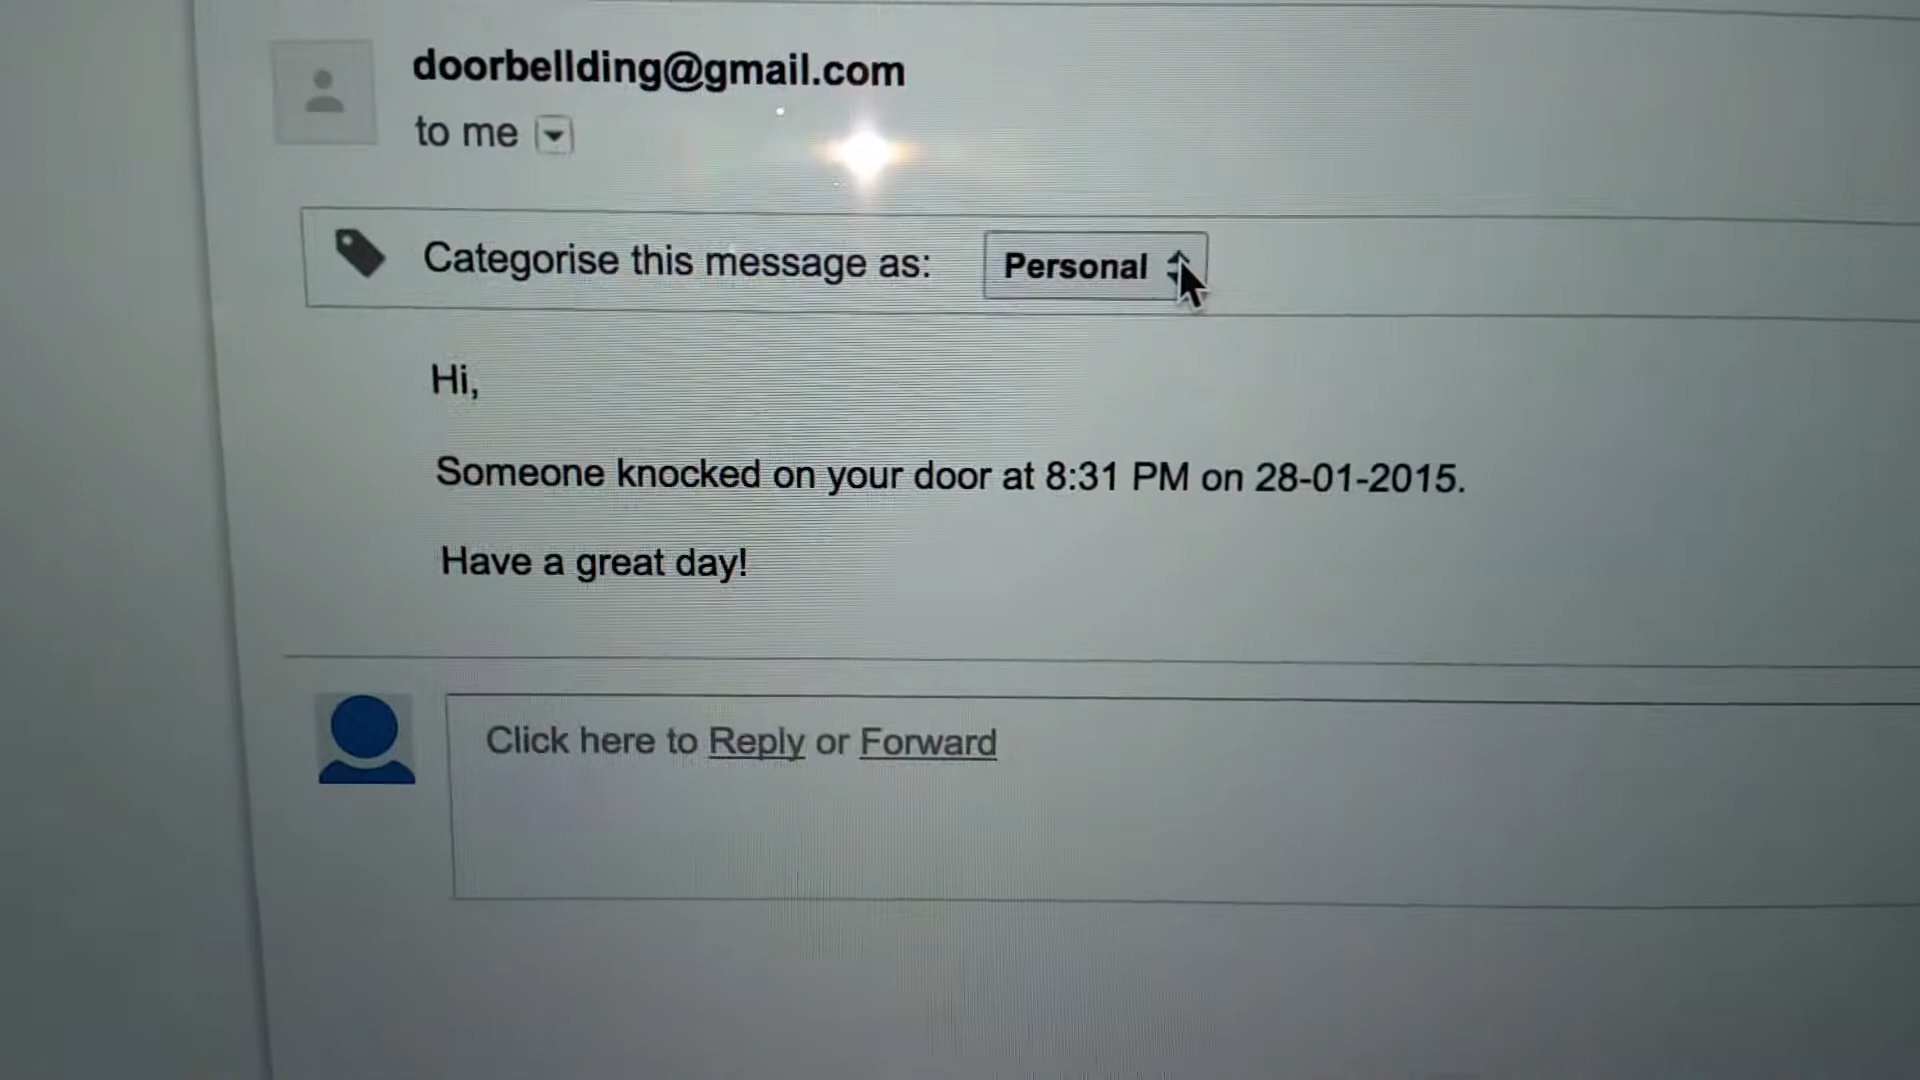 doorbellding@gmail.com
to me
Categorise this message as: Personal
Hi,
Someone knocked on your door at 8:31 PM on 28-01-2015.
Have a great day!
Click here to Reply or Forward